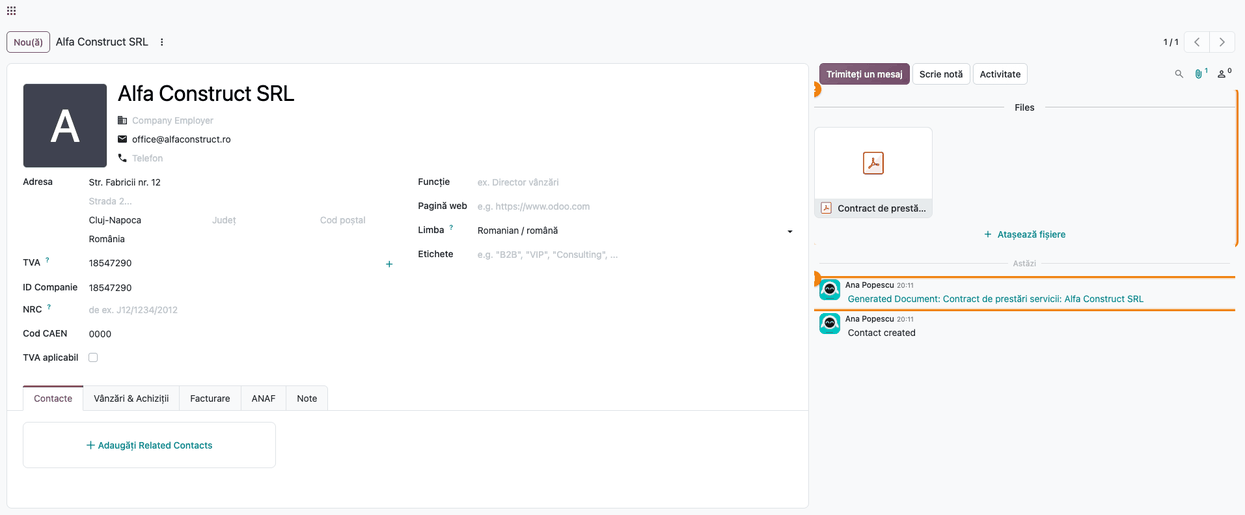 Nou(ă) Alfa Construct SRL
1 / 1
A
Alfa Construct SRL
Company Employer
office@alfaconstruct.ro
Telefon
Adresa Str. Fabricii nr. 12
Strada 2...
Cluj-Napoca Județ Cod poștal
România
TVA ? 18547290
ID Companie 18547290
NRC ? de ex. J12/1234/2012
Cod CAEN 0000
TVA aplicabil
Funcție ex. Director vânzări
Pagină web e.g. https://www.odoo.com
Limba ? Romanian / română
Etichete e.g. "B2B", "VIP", "Consulting", ...
Contacte Vânzări & Achiziții Facturare ANAF Note
+ Adaugăți Related Contacts
Trimiteți un mesaj Scrie notă Activitate
1 0
Files
Contract de prestă...
+ Atașează fișiere
Astăzi
Ana Popescu 20:11
Generated Document: Contract de prestări servicii: Alfa Construct SRL
Ana Popescu 20:11
Contact created